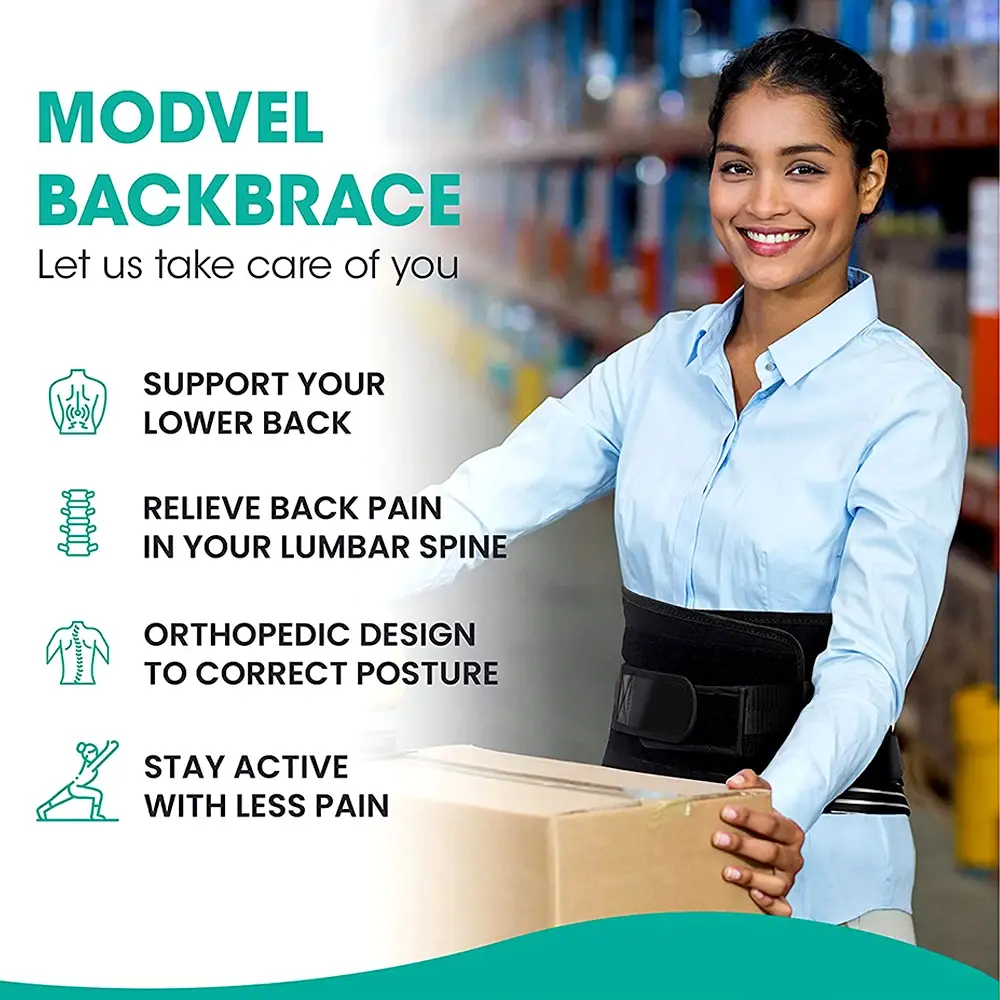 MODVEL
BACKBRACE
Let us take care of you
SUPPORT YOUR
LOWER BACK
RELIEVE BACK PAIN
IN YOUR LUMBAR SPINE
ORTHOPEDIC DESIGN
TO CORRECT POSTURE
STAY ACTIVE
WITH LESS PAIN